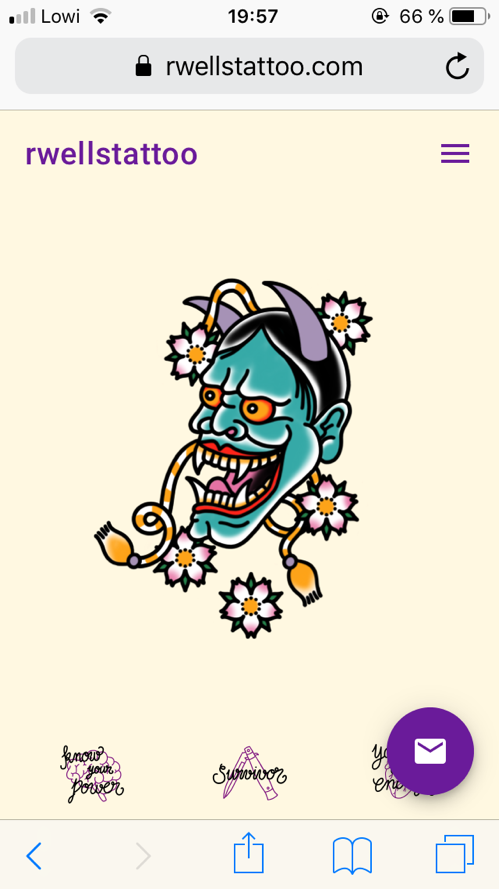 Lowi 19:57 66 %
rwellstattoo.com
rwellstattoo
know
your
power
Survivor